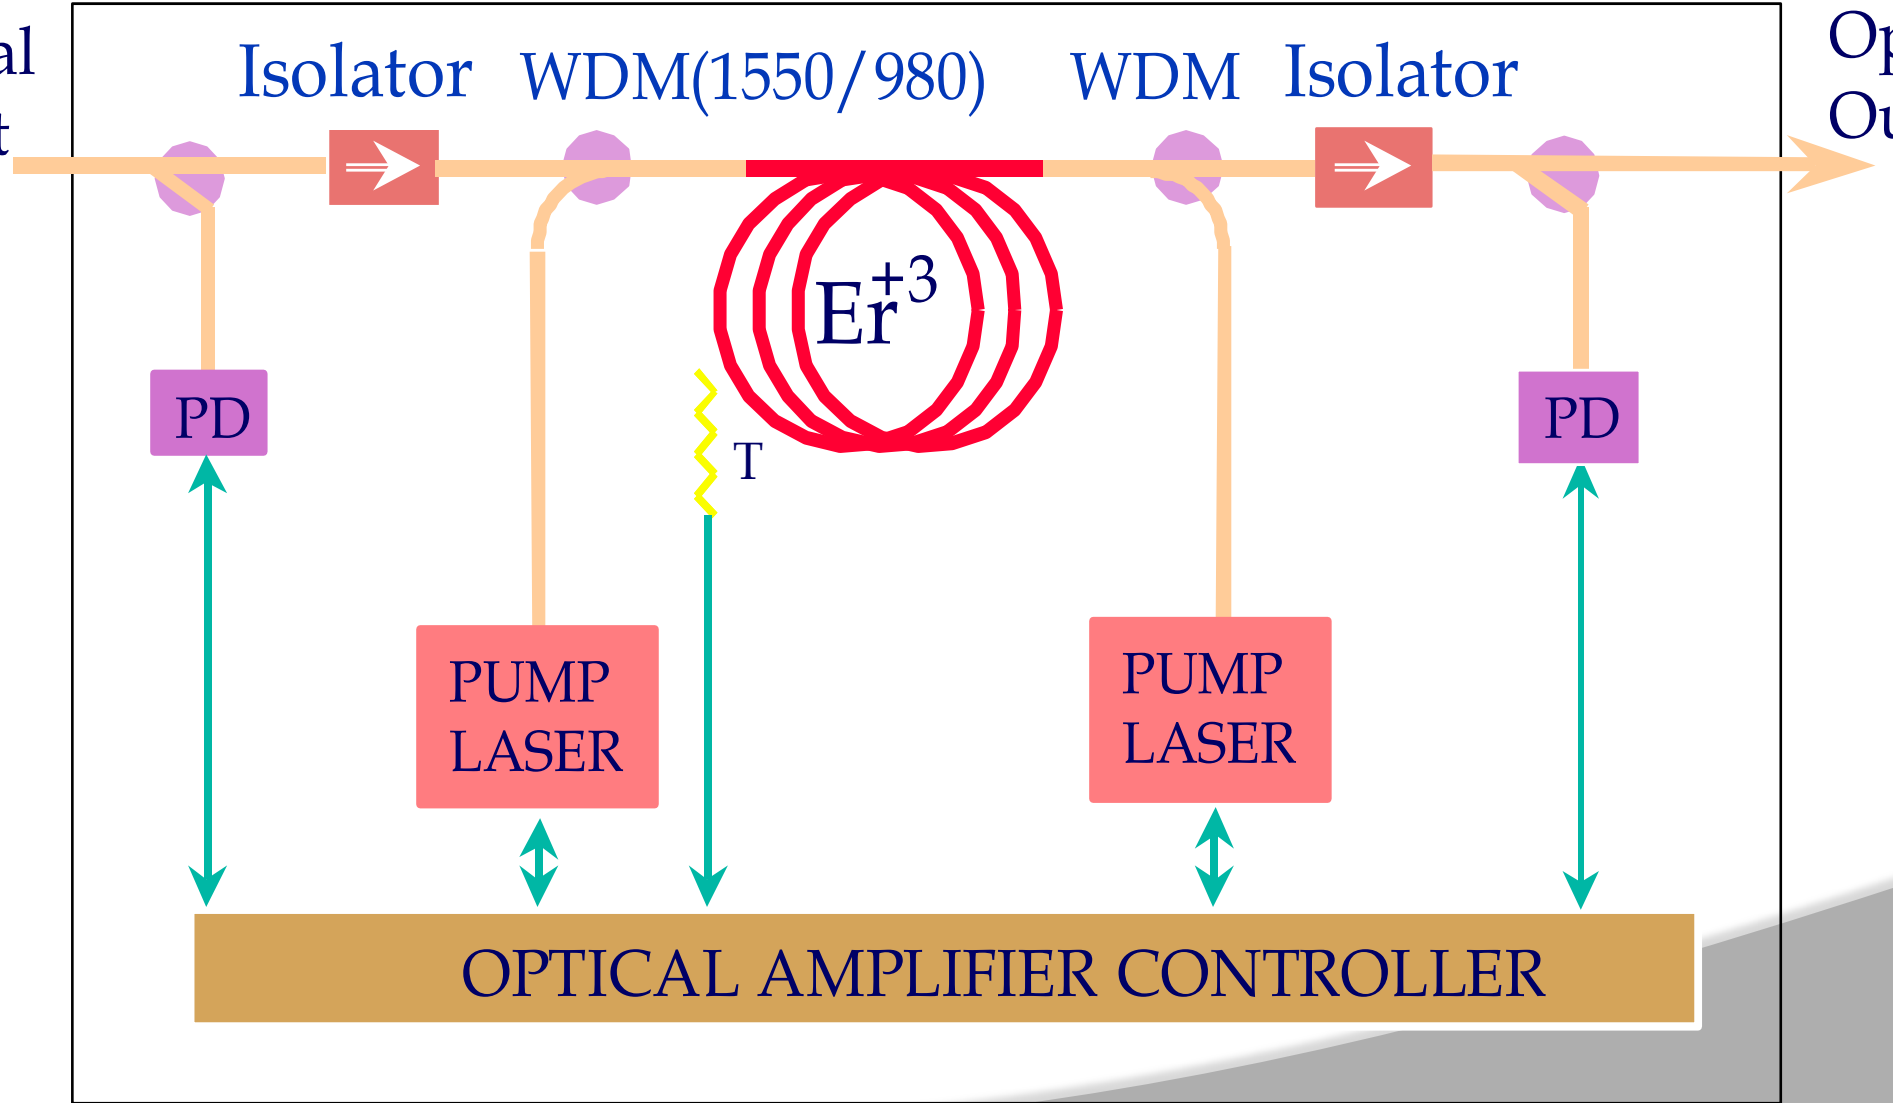 Isolator
WDM(1550/980)
WDM
Isolator
Er+3
PD
T
PD
PUMP
LASER
PUMP
LASER
OPTICAL AMPLIFIER CONTROLLER